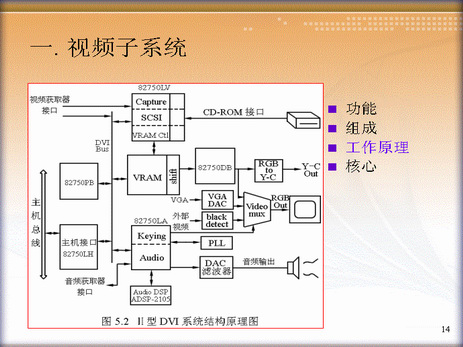 一. 视频子系统
82750LV
视频获取器
接口
Capture
SCSI
VRAM Ctl
CD-ROM 接口
DVI
Bus
82750PB
VRAM
shift
82750DB
RGB
to
Y-C
Y-C
Out
VGA
VGA
DAC
RGB
Out
Video
mux
82750LA
外部
视频
black
detect
主机总线
主机接口
82750LH
Keying
Audio
PLL
音频获取器
接口
DAC
滤波器
音频输出
Audio DSP
ADSP-2105
图 5.2 Ⅱ型 DVI 系统结构原理图
功能
组成
工作原理
核心
14